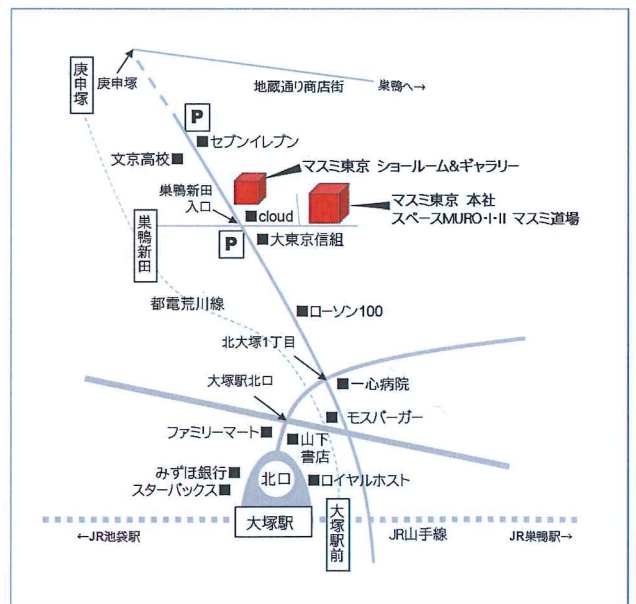 庚申塚
庚申塚
地蔵通り商店街
巣鴨へ→
P
セブンイレブン
文京高校
マスミ東京 ショールーム&ギャラリー
巣鴨新田
入口
cloud
マスミ東京 本社
スペースMURO・I・II マスミ道場
巣鴨新田
P
大東京信組
都電荒川線
ローソン100
北大塚1丁目
大塚駅北口
一心病院
モスバーガー
ファミリーマート
山下
書店
みずほ銀行
スターバックス
北口
ロイヤルホスト
大塚駅
大塚駅前
←JR池袋駅
JR山手線
JR巣鴨駅→